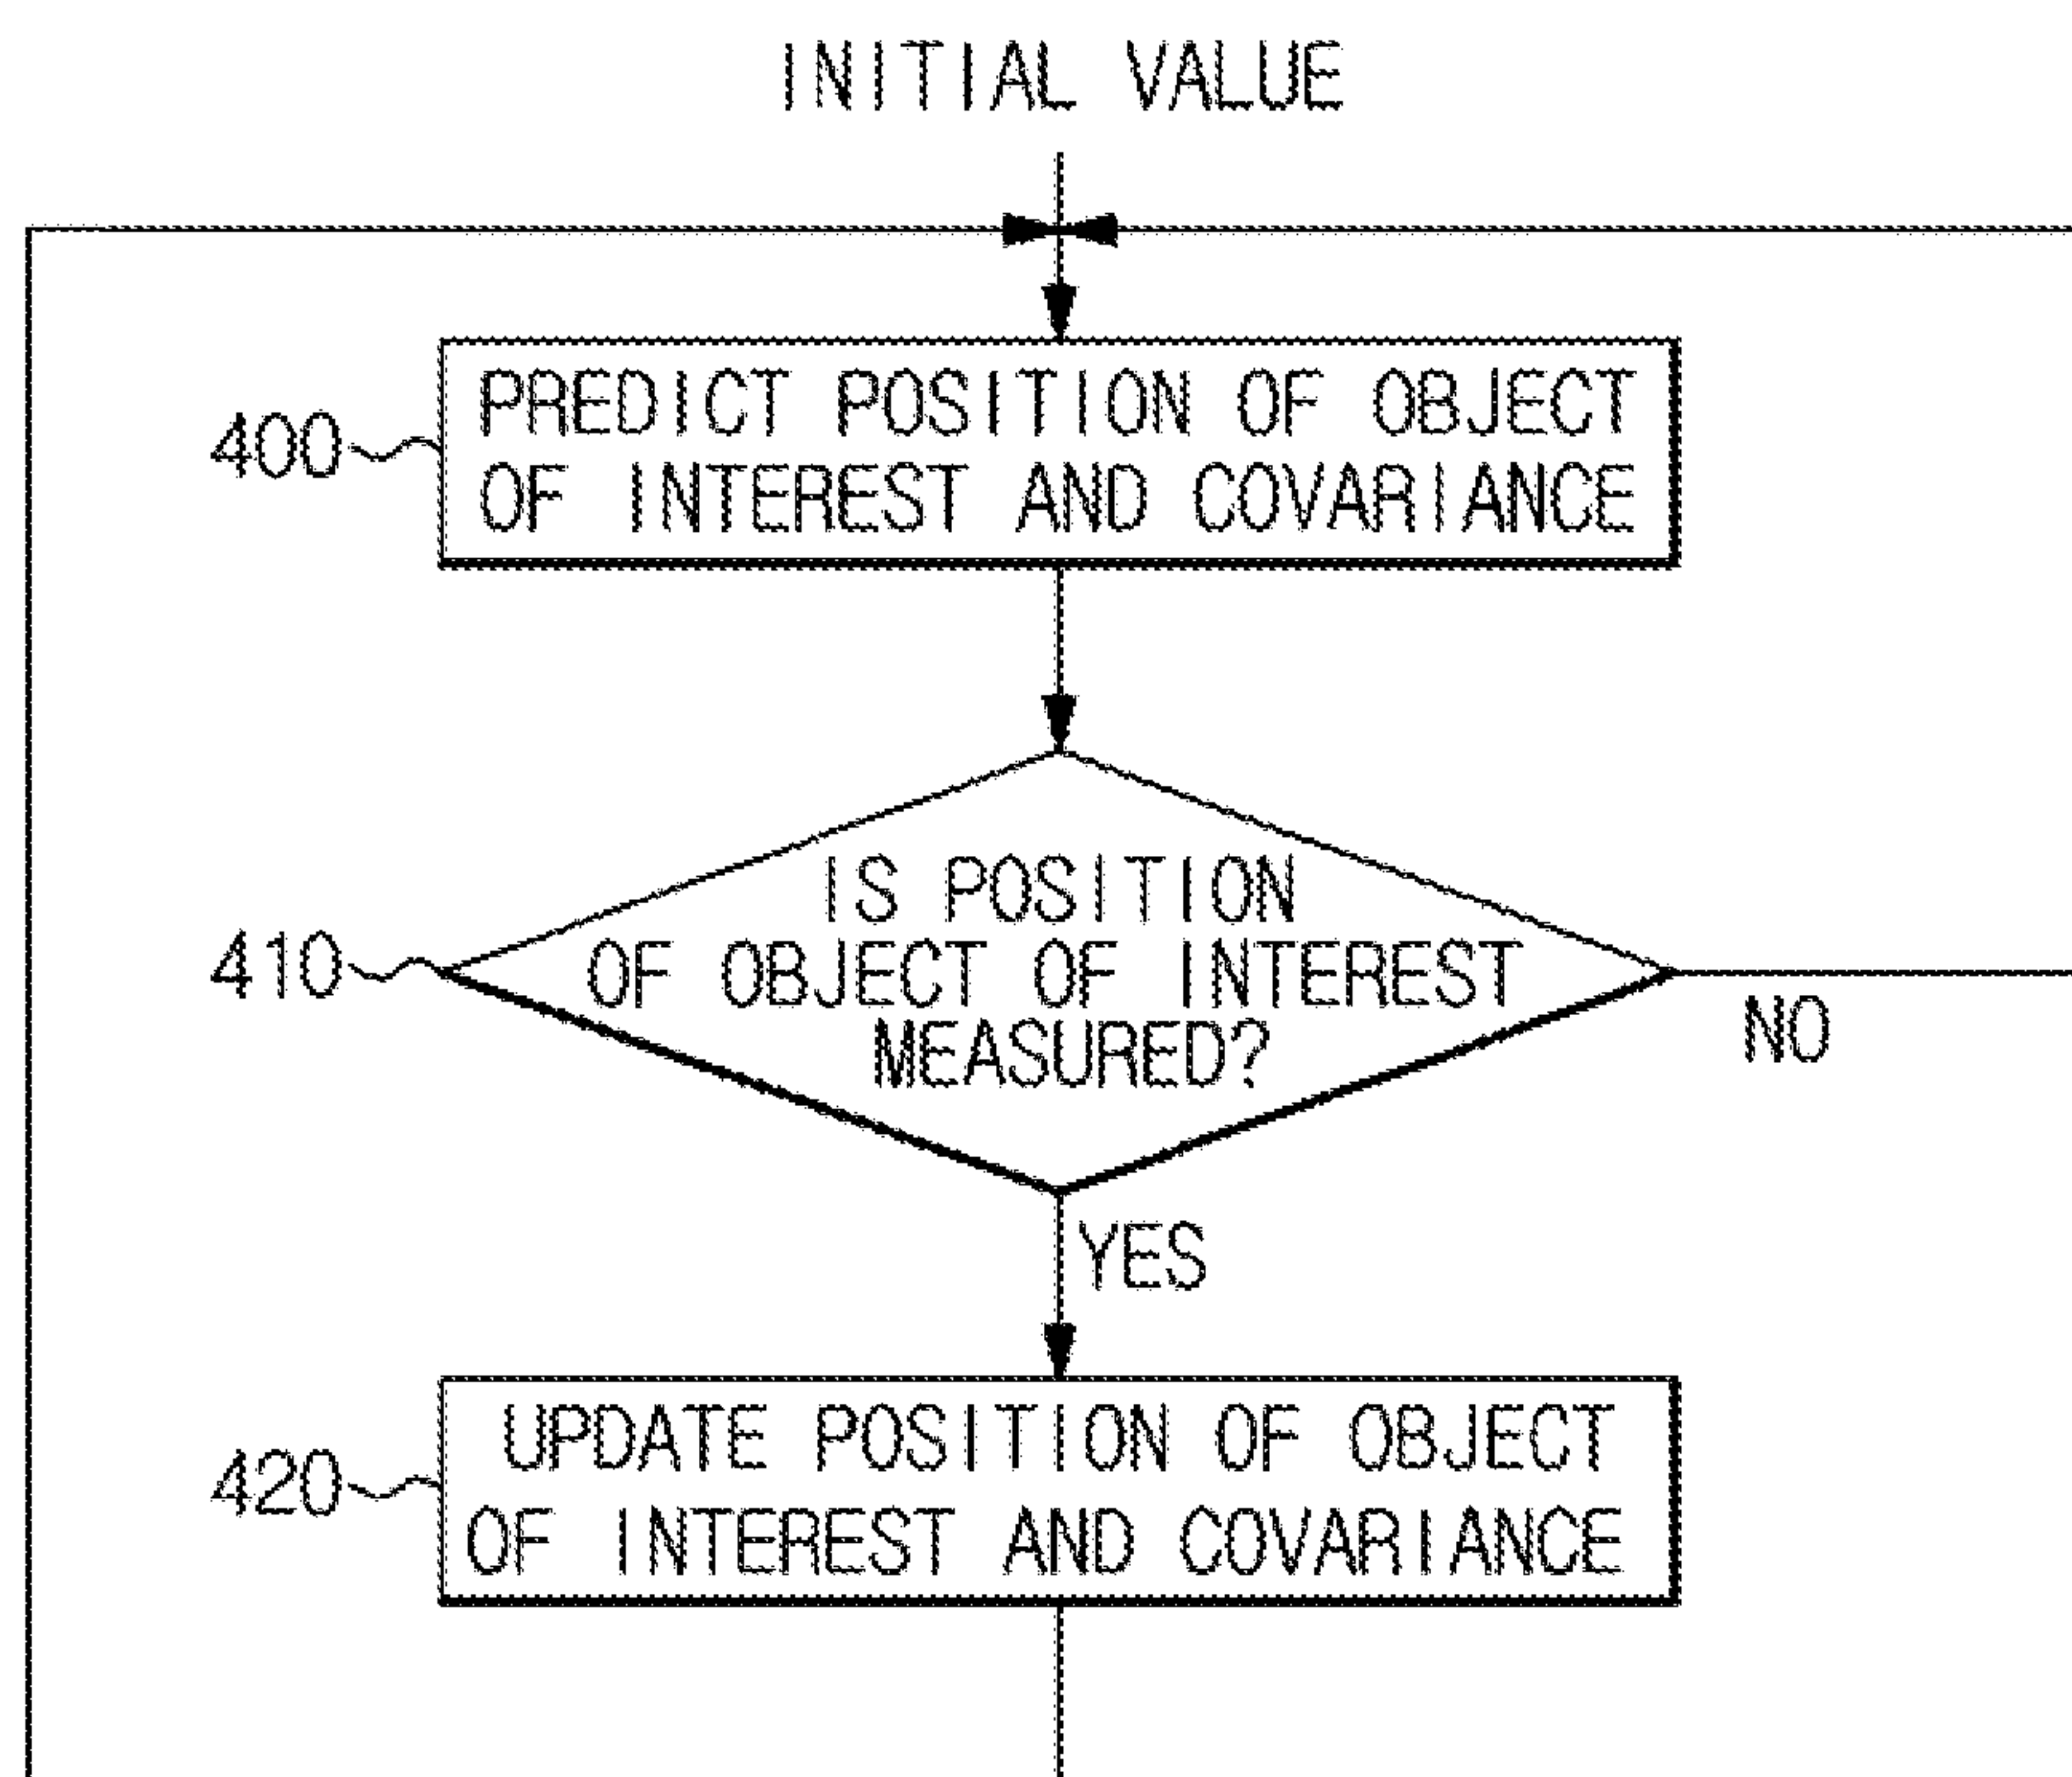 INITIAL VALUE
400
PREDICT POSITION OF OBJECT
OF INTEREST AND COVARIANCE
410
IS POSITION
OF OBJECT OF INTEREST
MEASURED?
NO
YES
420
UPDATE POSITION OF OBJECT
OF INTEREST AND COVARIANCE